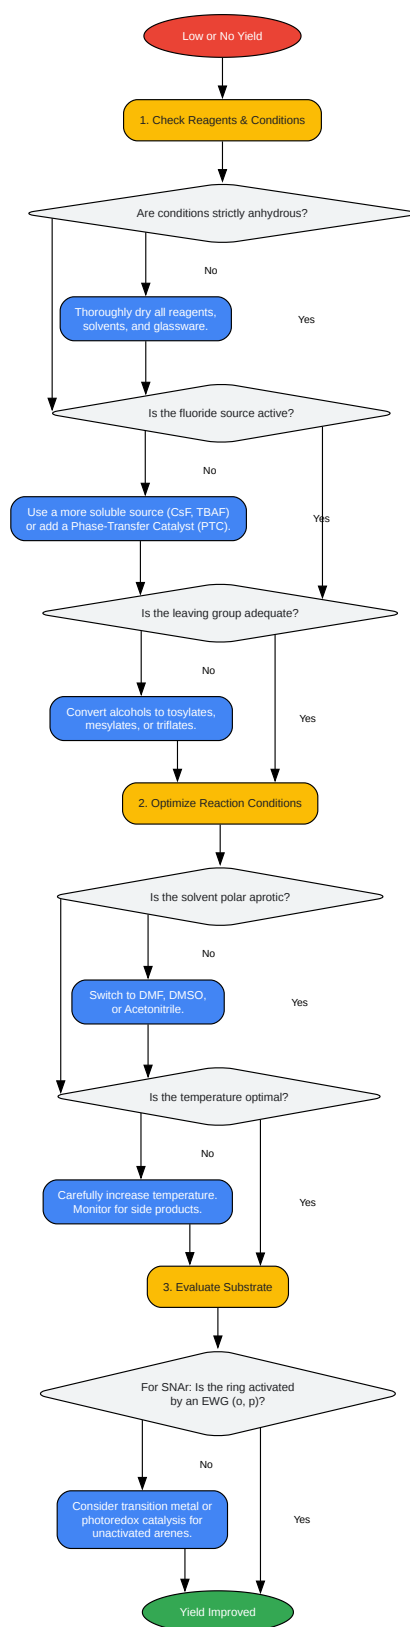 Low or No Yield
1. Check Reagents & Conditions
Are conditions strictly anhydrous?
No
Thoroughly dry all reagents,
solvents, and glassware.
Yes
Is the fluoride source active?
No
Use a more soluble source (CsF, TBAF)
or add a Phase-Transfer Catalyst (PTC).
Yes
Is the leaving group adequate?
No
Convert alcohols to tosylates,
mesylates, or triflates.
Yes
2. Optimize Reaction Conditions
Is the solvent polar aprotic?
No
Switch to DMF, DMSO,
or Acetonitrile.
Yes
Is the temperature optimal?
No
Carefully increase temperature.
Monitor for side products.
Yes
3. Evaluate Substrate
For SNAr: Is the ring activated
by an EWG (o, p)?
No
Consider transition metal or
photoredox catalysis for
unactivated arenes.
Yes
Yield Improved